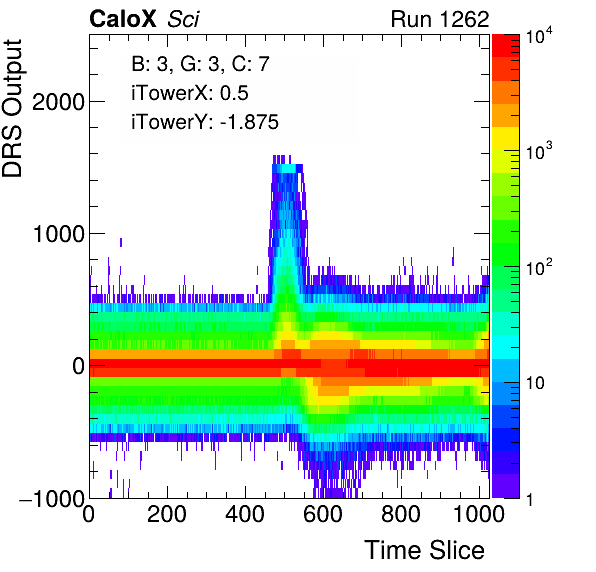 CaloX Sci Run 1262
B: 3, G: 3, C: 7
iTowerX: 0.5
iTowerY: -1.875
DRS Output
2000
1000
0
−1000
0 200 400 600 800 1000
Time Slice
10^4
10^3
10^2
10
1